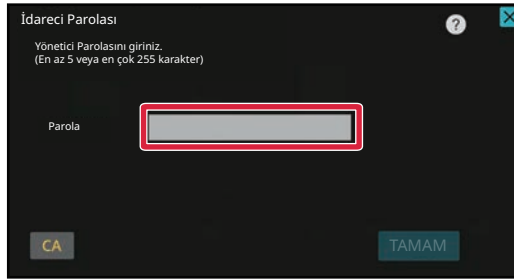 İdareci Parolası
?
Yönetici Parolasını giriniz.
(En az 5 veya en çok 255 karakter)
Parola
CA
TAMAM